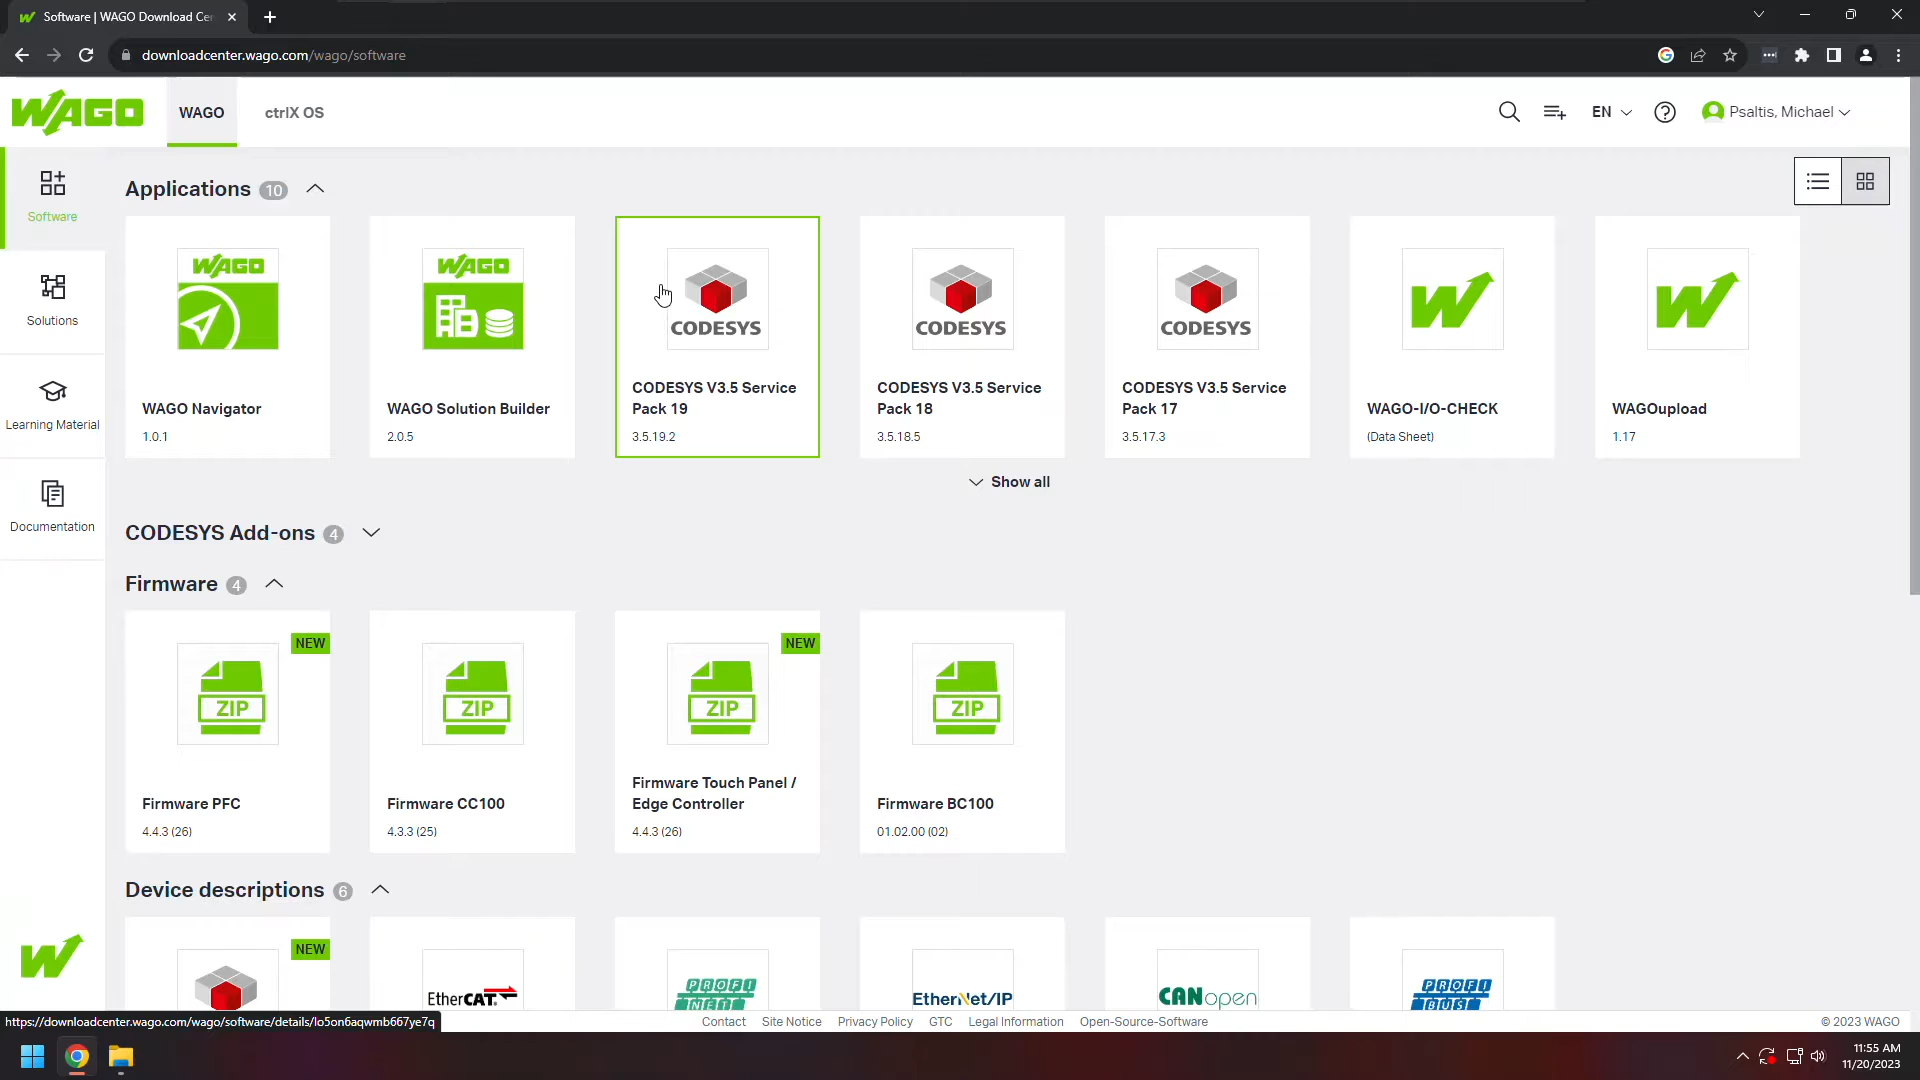 Software | WAGO Download Cen
downloadcenter.wago.com/wago/software
WAGO
WAGO
ctrlX OS
EN
Psaltis, Michael
Software
Solutions
Learning Material
Documentation
Applications 10
WAGO
WAGO Navigator
1.0.1
WAGO
WAGO Solution Builder
2.0.5
CODESYS
CODESYS V3.5 Service
Pack 19
3.5.19.2
CODESYS
CODESYS V3.5 Service
Pack 18
3.5.18.5
CODESYS
CODESYS V3.5 Service
Pack 17
3.5.17.3
WAGO-I/O-CHECK
(Data Sheet)
WAGOupload
1.17
Show all
CODESYS Add-ons 4
Firmware 4
NEW
ZIP
Firmware PFC
4.4.3 (26)
ZIP
Firmware CC100
4.3.3 (25)
NEW
ZIP
Firmware Touch Panel /
Edge Controller
4.4.3 (26)
ZIP
Firmware BC100
01.02.00 (02)
Device descriptions 6
NEW
EtherCAT
PROFI
NET
EtherNet/IP
CANopen
PROFI
BUS
https://downloadcenter.wago.com/wago/software/details/lo5on6aqwmb667ye7q
Contact Site Notice Privacy Policy GTC Legal Information Open-Source-Software
© 2023 WAGO
11:55 AM
11/20/2023